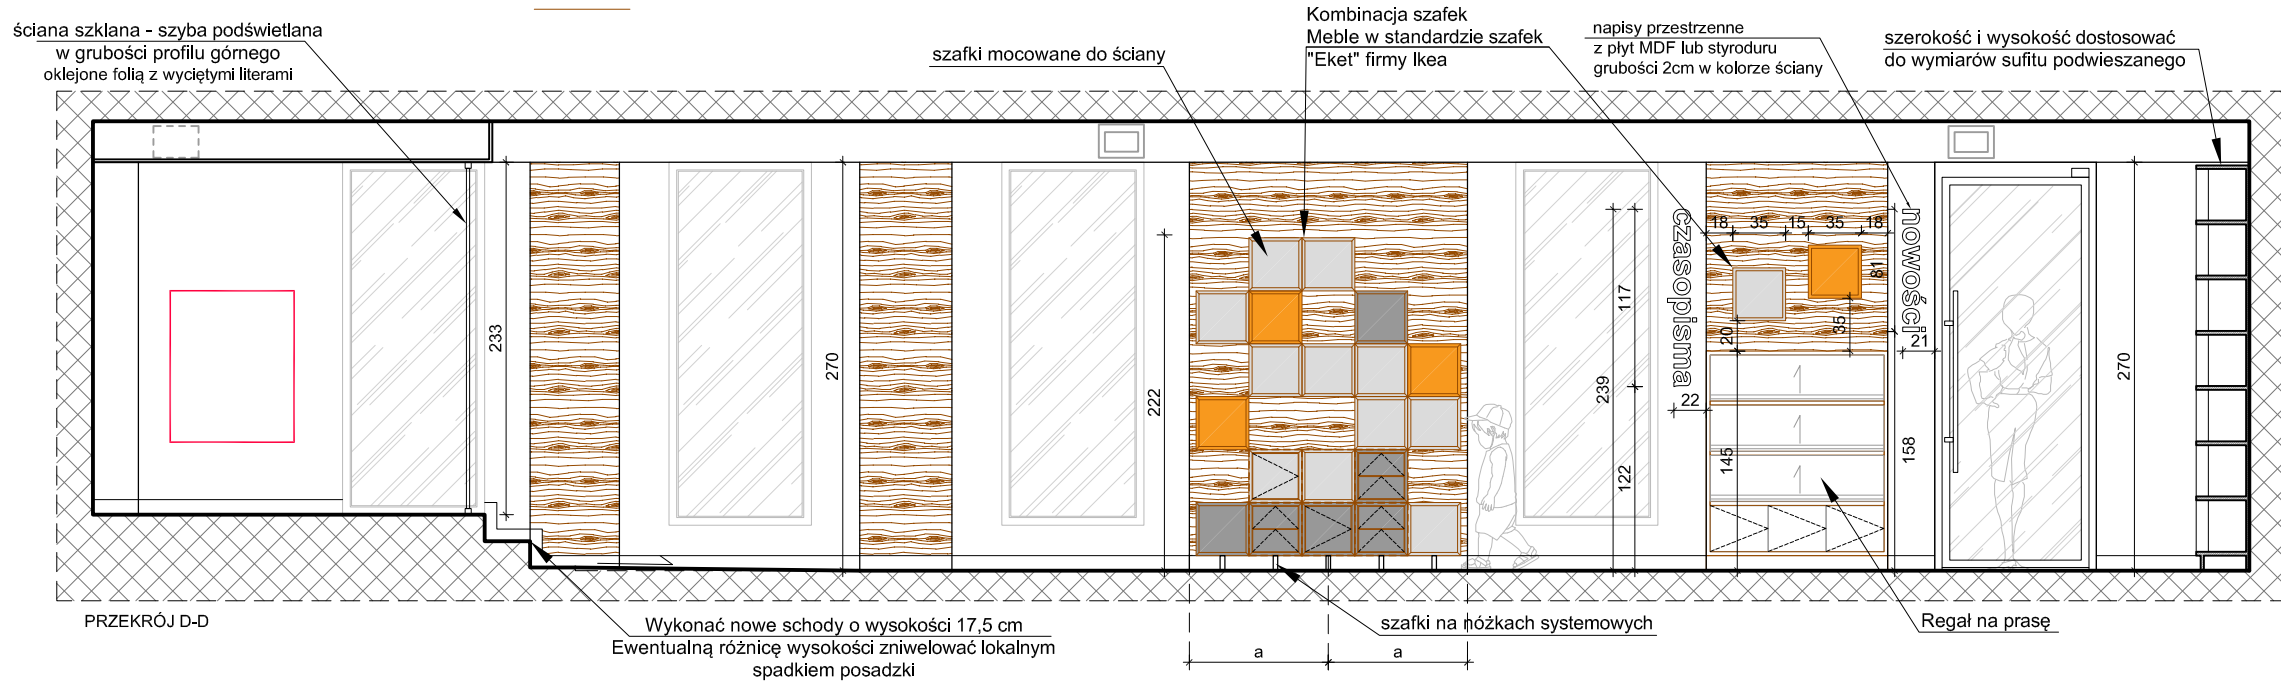 ściana szklana - szyba podświetlana
w grubości profilu górnego
oklejone folią z wyciętymi literami
szafki mocowane do ściany
Kombinacja szafek
Meble w standardzie szafek
"Eket" firmy Ikea
napisy przestrzenne
z płyt MDF lub styroduru
grubości 2cm w kolorze ściany
szerokość i wysokość dostosować
do wymiarów sufitu podwieszanego
233
270
222
117
239
122
czasopisma
22
18
35
15
35
18
81
20
35
nowości
21
145
158
270
PRZEKRÓJ D-D
Wykonać nowe schody o wysokości 17,5 cm
Ewentualną różnicę wysokości zniwelować lokalnym
spadkiem posadzki
szafki na nóżkach systemowych
Regał na prasę
a
a